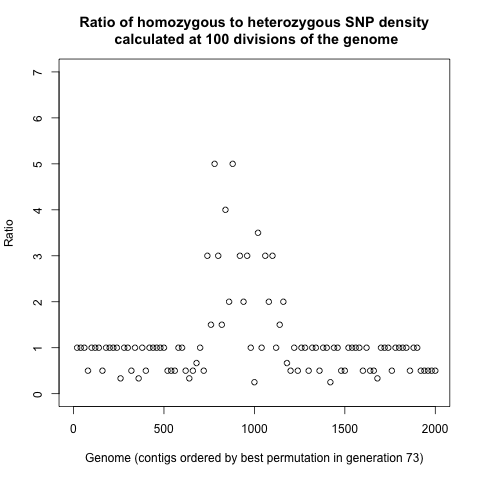 Ratio of homozygous to heterozygous SNP density
calculated at 100 divisions of the genome
7
6
5
4
3
2
1
0
Ratio
0 500 1000 1500 2000
Genome (contigs ordered by best permutation in generation 73)